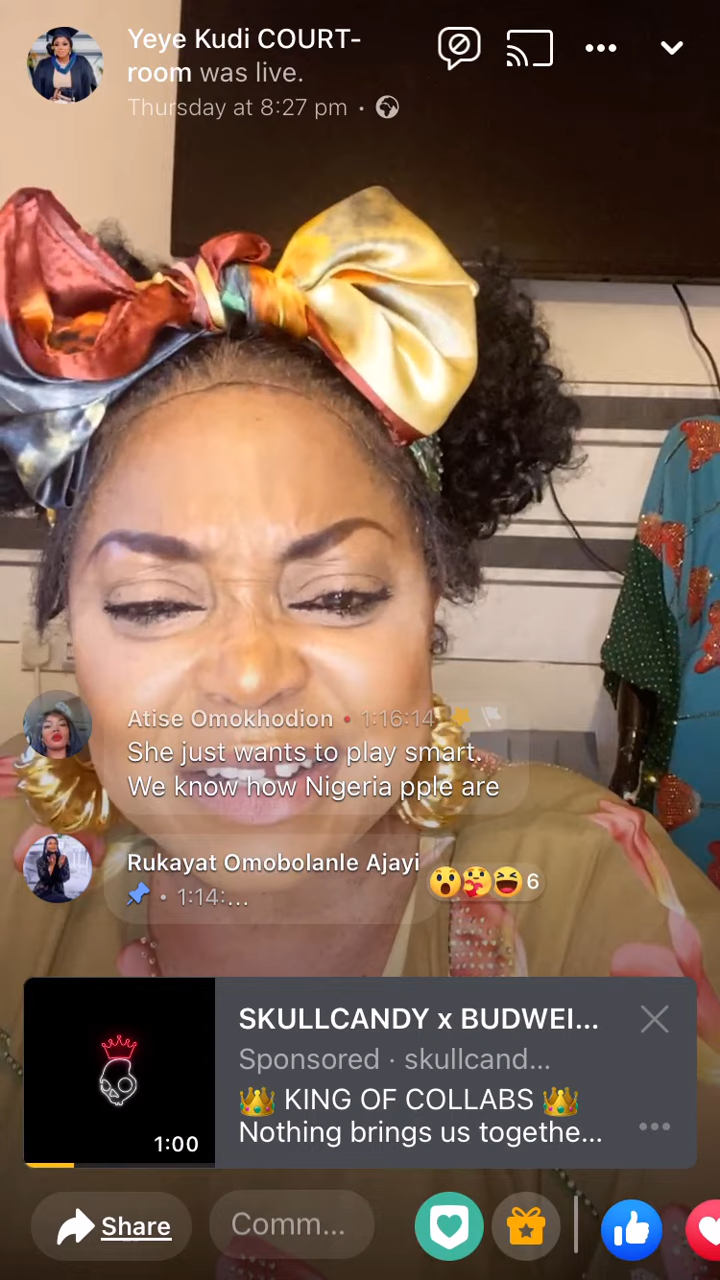 Yeye Kudi COURT-
room was live.
Thursday at 8:27 pm ·
Atise Omokhodion • 1:16:14
She just wants to play smart.
We know how Nigeria pple are
Rukayat Omobolanle Ajayi
• 1:14:...
6
SKULLCANDY x BUDWEI...
Sponsored · skullcand...
👑 KING OF COLLABS 👑
Nothing brings us togethe...
1:00
Share
Comm...